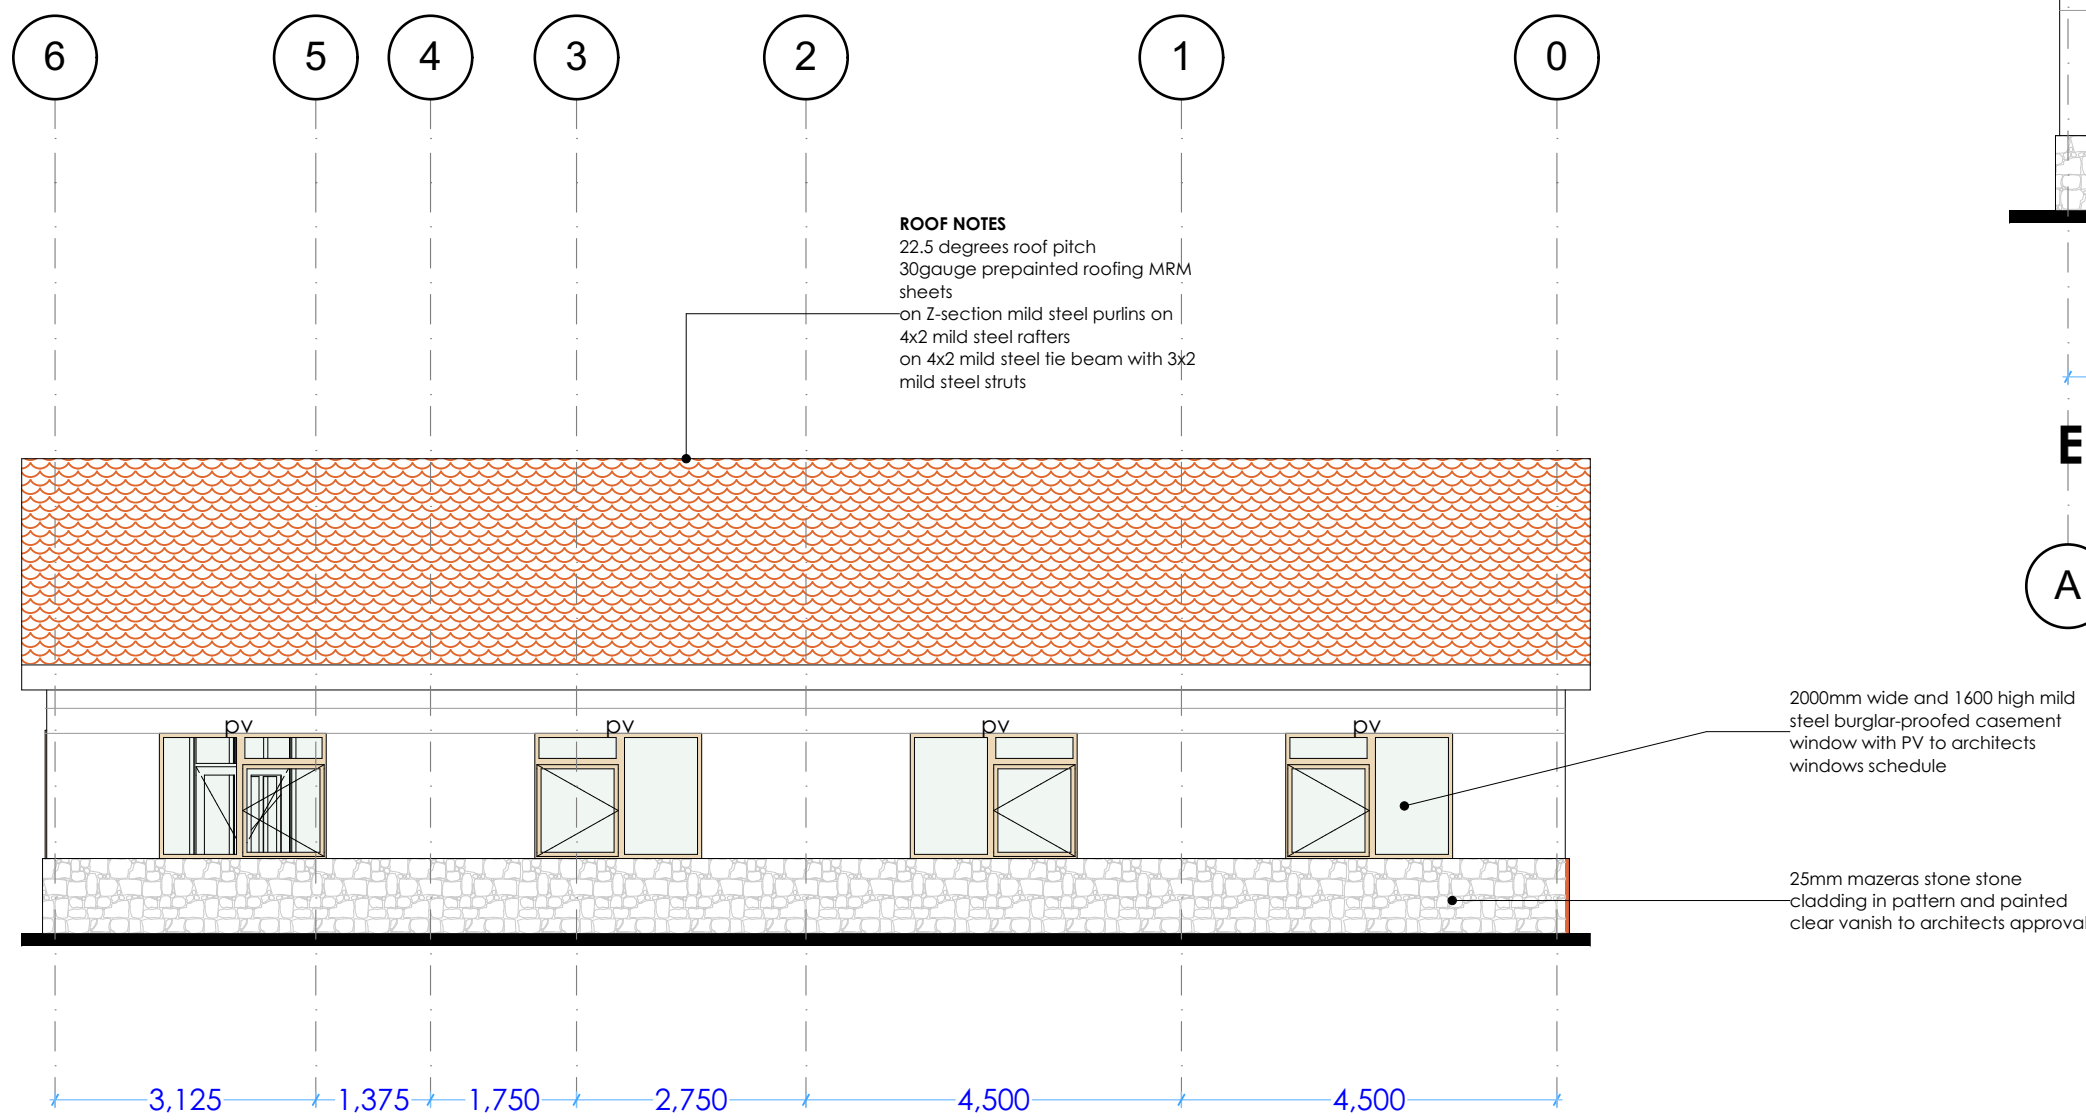 6 5 4 3 2 1 0
ROOF NOTES
22.5 degrees roof pitch
30gauge prepainted roofing MRM
sheets
on Z-section mild steel purlins on
4x2 mild steel rafters
on 4x2 mild steel tie beam with 3x2
mild steel struts
E
A
pv pv pv pv
2000mm wide and 1600 high mild
steel burglar-proofed casement
window with PV to architects
windows schedule
25mm mazeras stone stone
cladding in pattern and painted
clear vanish to architects approval
3,125 1,375 1,750 2,750 4,500 4,500